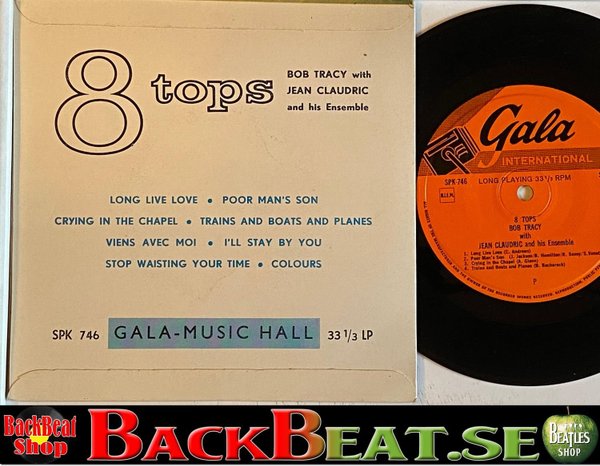 8 tops
BOB TRACY with
JEAN CLAUDRIC
and his Ensemble
LONG LIVE LOVE • POOR MAN'S SON
CRYING IN THE CHAPEL • TRAINS AND BOATS AND PLANES
VIENS AVEC MOI • I'LL STAY BY YOU
STOP WAISTING YOUR TIME • COLOURS
SPK 746 GALA-MUSIC HALL 33 1/3 LP
Gala
INTERNATIONAL
SPK-746 LONG PLAYING 33 1/3 RPM
8 TOPS
BOB TRACY
with
JEAN CLAUDRIC and his Ensemble
1. Long Live Love (C. Andrews)
2. Poor Man's Son
3. Crying in the Chapel (A. Glenn)
4. Trains and Boats and Planes (B. Bacharach)
P
BackBeat
Shop
BACKBEAT.SE
BEATLES
SHOP